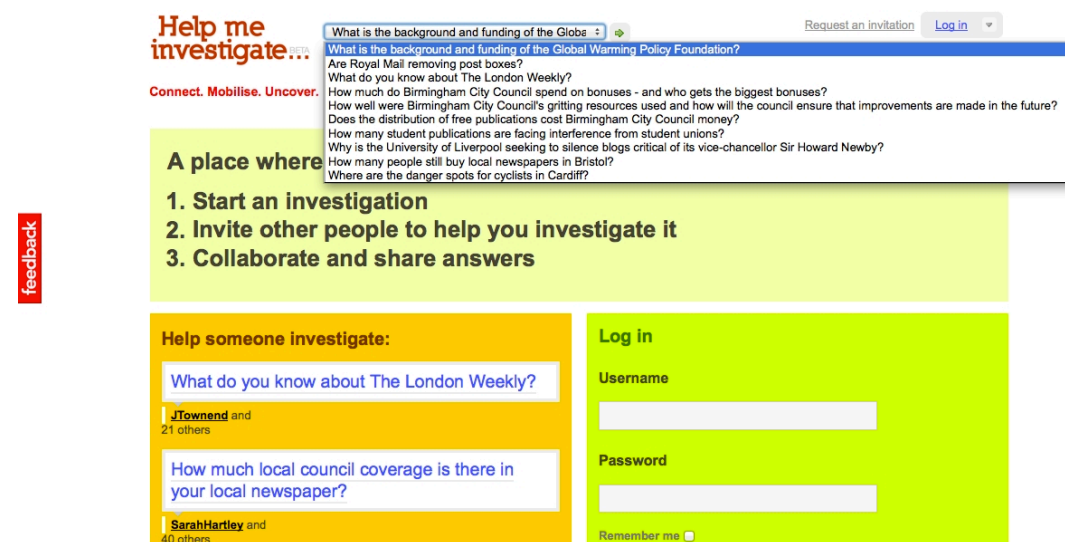 Help me
investigate...
BETA
What is the background and funding of the Globa
Request an invitation
Log in
What is the background and funding of the Global Warming Policy Foundation?
Are Royal Mail removing post boxes?
What do you know about The London Weekly?
How much do Birmingham City Council spend on bonuses - and who gets the biggest bonuses?
How well were Birmingham City Council's gritting resources used and how will the council ensure that improvements are made in the future?
Does the distribution of free publications cost Birmingham City Council money?
How many student publications are facing interference from student unions?
Why is the University of Liverpool seeking to silence blogs critical of its vice-chancellor Sir Howard Newby?
How many people still buy local newspapers in Bristol?
Where are the danger spots for cyclists in Cardiff?
Connect. Mobilise. Uncover.
A place where
1. Start an investigation
2. Invite other people to help you investigate it
3. Collaborate and share answers
feedback
Help someone investigate:
What do you know about The London Weekly?
JTownend and
21 others
How much local council coverage is there in
your local newspaper?
SarahHartley and
40 others
Log in
Username
Password
Remember me